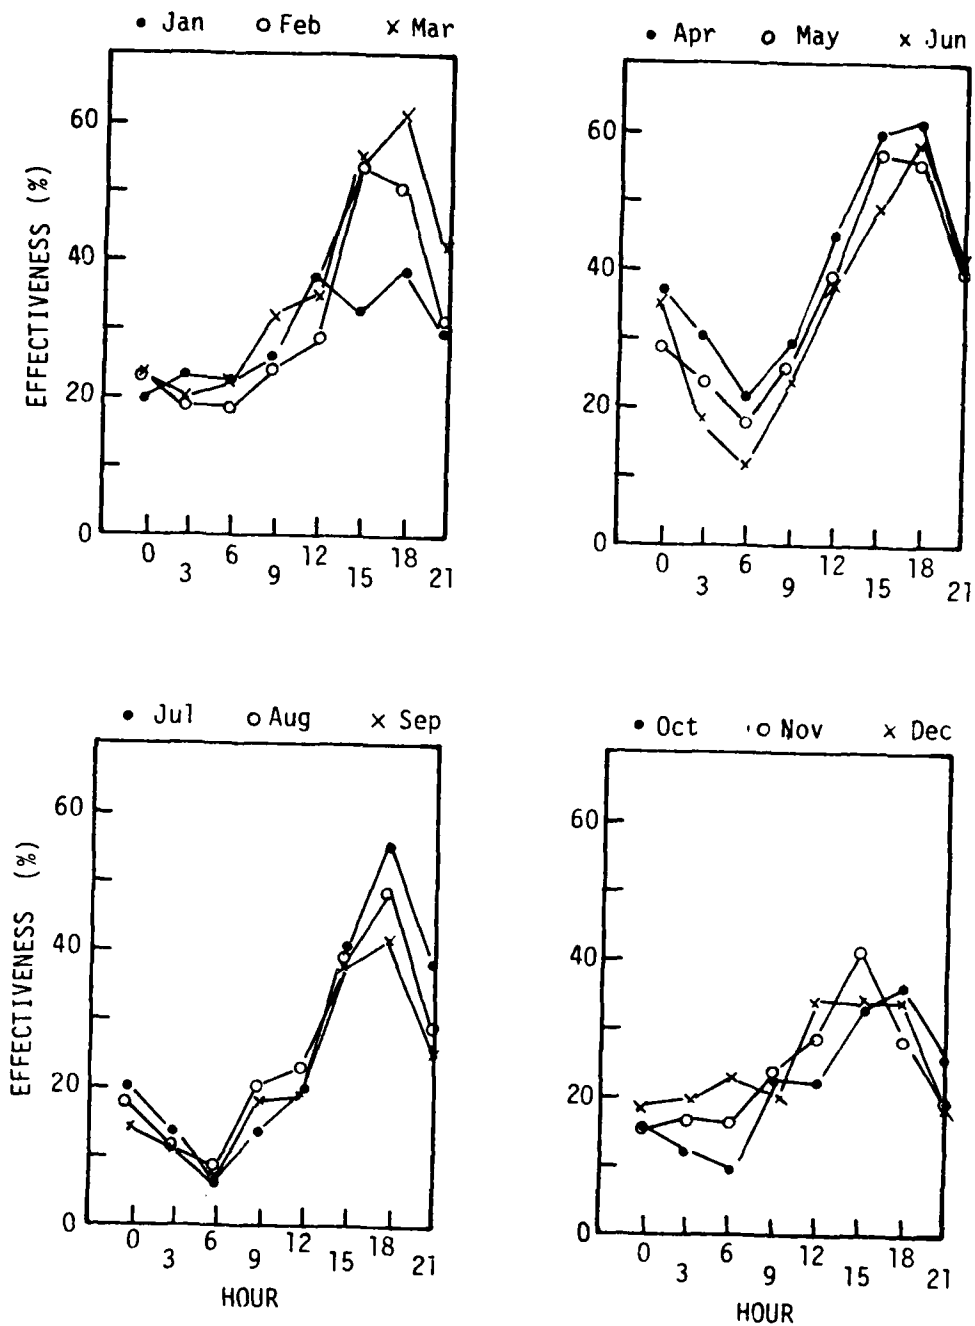 • Jan o Feb x Mar
EFFECTIVENESS (%)
60
40
20
0
0 3 6 9 12 15 18 21
• Apr o May x Jun
60
40
20
0
0 3 6 9 12 15 18 21
• Jul o Aug x Sep
EFFECTIVENESS (%)
60
40
20
0
0 3 6 9 12 15 18 21
HOUR
• Oct o Nov x Dec
60
40
20
0
0 3 6 9 12 15 18 21
HOUR